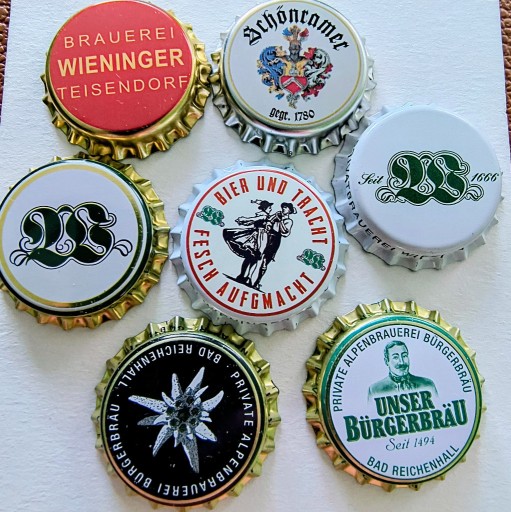 BRAUEREI
WIENINGER
TEISENDORF
Schönramer
gegr. 1780
W
Seit W 1666
BIER UND TRACHT
W
W
FESCH AUFGMACHT
PRIVATE ALPENBRAUEREI BÜRGERBRÄU · BAD REICHENHALL ·
PRIVATE ALPENBRAUEREI BÜRGERBRÄU
UNSER
BÜRGERBRÄU
Seit 1494
BAD REICHENHALL